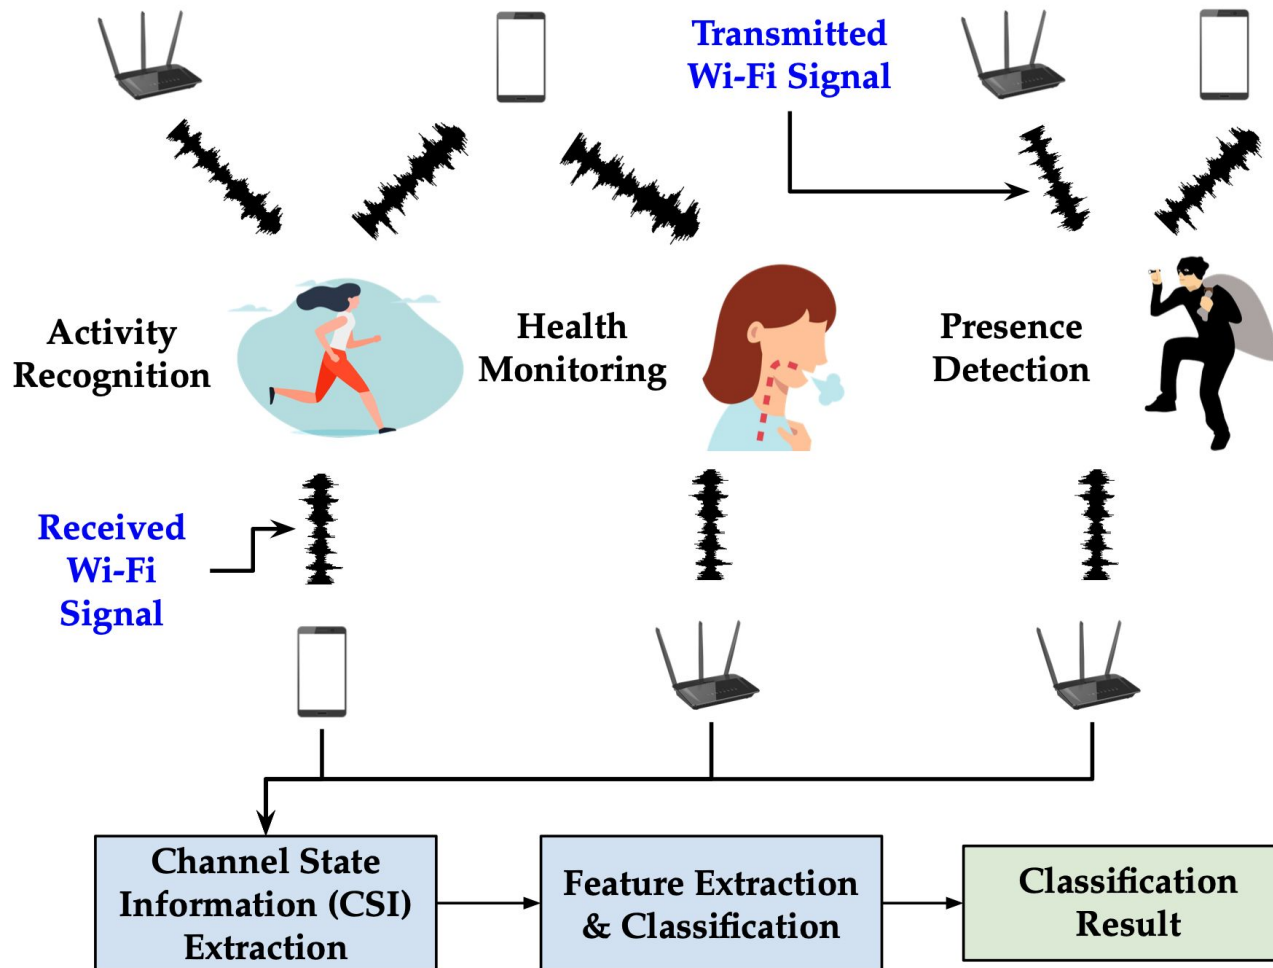 Transmitted
Wi-Fi Signal
Activity
Recognition
Health
Monitoring
Presence
Detection
Received
Wi-Fi
Signal
Channel State
Information (CSI)
Extraction
Feature Extraction
& Classification
Classification
Result